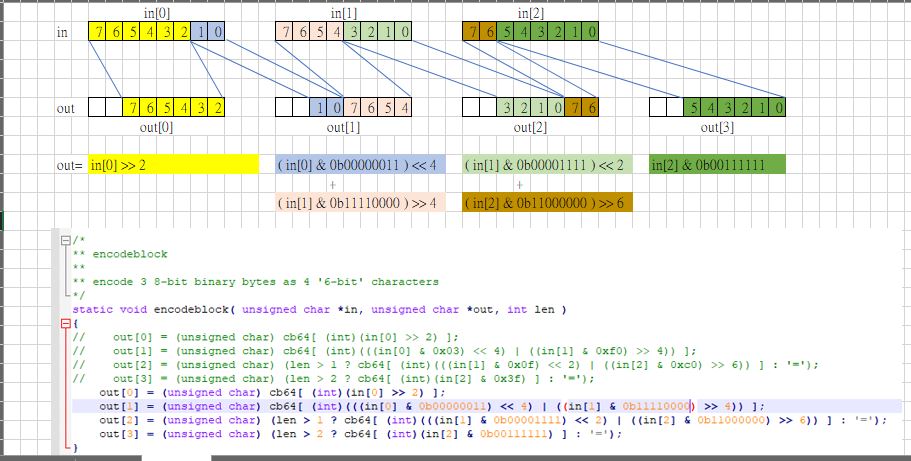 in[0] in[1] in[2]
in 7 6 5 4 3 2 1 0 7 6 5 4 3 2 1 0 7 6 5 4 3 2 1 0
out 7 6 5 4 3 2 1 0 7 6 5 4 3 2 1 0 7 6 5 4 3 2 1 0
out[0] out[1] out[2] out[3]
out= in[0] >> 2 ( in[0] & 0b00000011 ) << 4 ( in[1] & 0b00001111 ) << 2 in[2] & 0b00111111
+ +
( in[1] & 0b11110000 ) >> 4 ( in[2] & 0b11000000 ) >> 6
/*
** encodeblock
**
** encode 3 8-bit binary bytes as 4 '6-bit' characters
*/
static void encodeblock( unsigned char *in, unsigned char *out, int len )
{
// out[0] = (unsigned char) cb64[ (int)(in[0] >> 2) ];
// out[1] = (unsigned char) cb64[ (int)(((in[0] & 0x03) << 4) | ((in[1] & 0xf0) >> 4)) ];
// out[2] = (unsigned char) (len > 1 ? cb64[ (int)(((in[1] & 0x0f) << 2) | ((in[2] & 0xc0) >> 6)) ] : '=');
// out[3] = (unsigned char) (len > 2 ? cb64[ (int)(in[2] & 0x3f) ] : '=');
out[0] = (unsigned char) cb64[ (int)(in[0] >> 2) ];
out[1] = (unsigned char) cb64[ (int)(((in[0] & 0b00000011) << 4) | ((in[1] & 0b11110000) >> 4)) ];
out[2] = (unsigned char) (len > 1 ? cb64[ (int)(((in[1] & 0b00001111) << 2) | ((in[2] & 0b11000000) >> 6)) ] : '=');
out[3] = (unsigned char) (len > 2 ? cb64[ (int)(in[2] & 0b00111111) ] : '=');
}